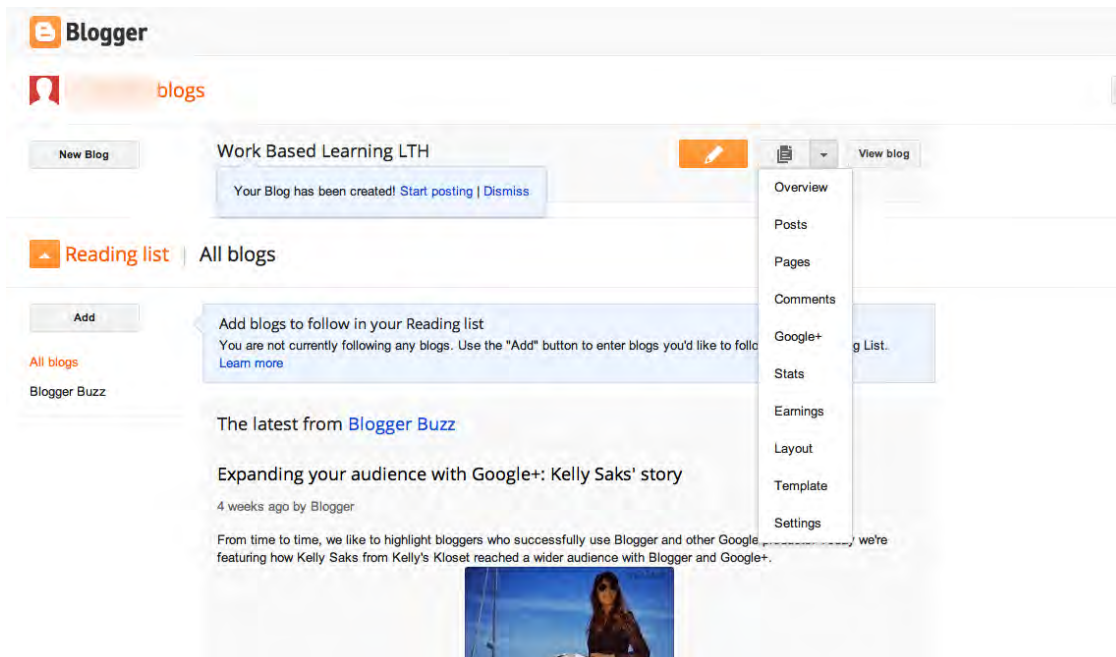 Blogger
blogs
New Blog
Work Based Learning LTH
View blog
Your Blog has been created! Start posting | Dismiss
Overview
Posts
Pages
Comments
Google+
Stats
Earnings
Layout
Template
Settings
Reading list | All blogs
Add
All blogs
Blogger Buzz
Add blogs to follow in your Reading list
You are not currently following any blogs. Use the "Add" button to enter blogs you'd like to follo g List.
Learn more
The latest from Blogger Buzz
Expanding your audience with Google+: Kelly Saks' story
4 weeks ago by Blogger
From time to time, we like to highlight bloggers who successfully use Blogger and other Google we're
featuring how Kelly Saks from Kelly's Kloset reached a wider audience with Blogger and Google+.